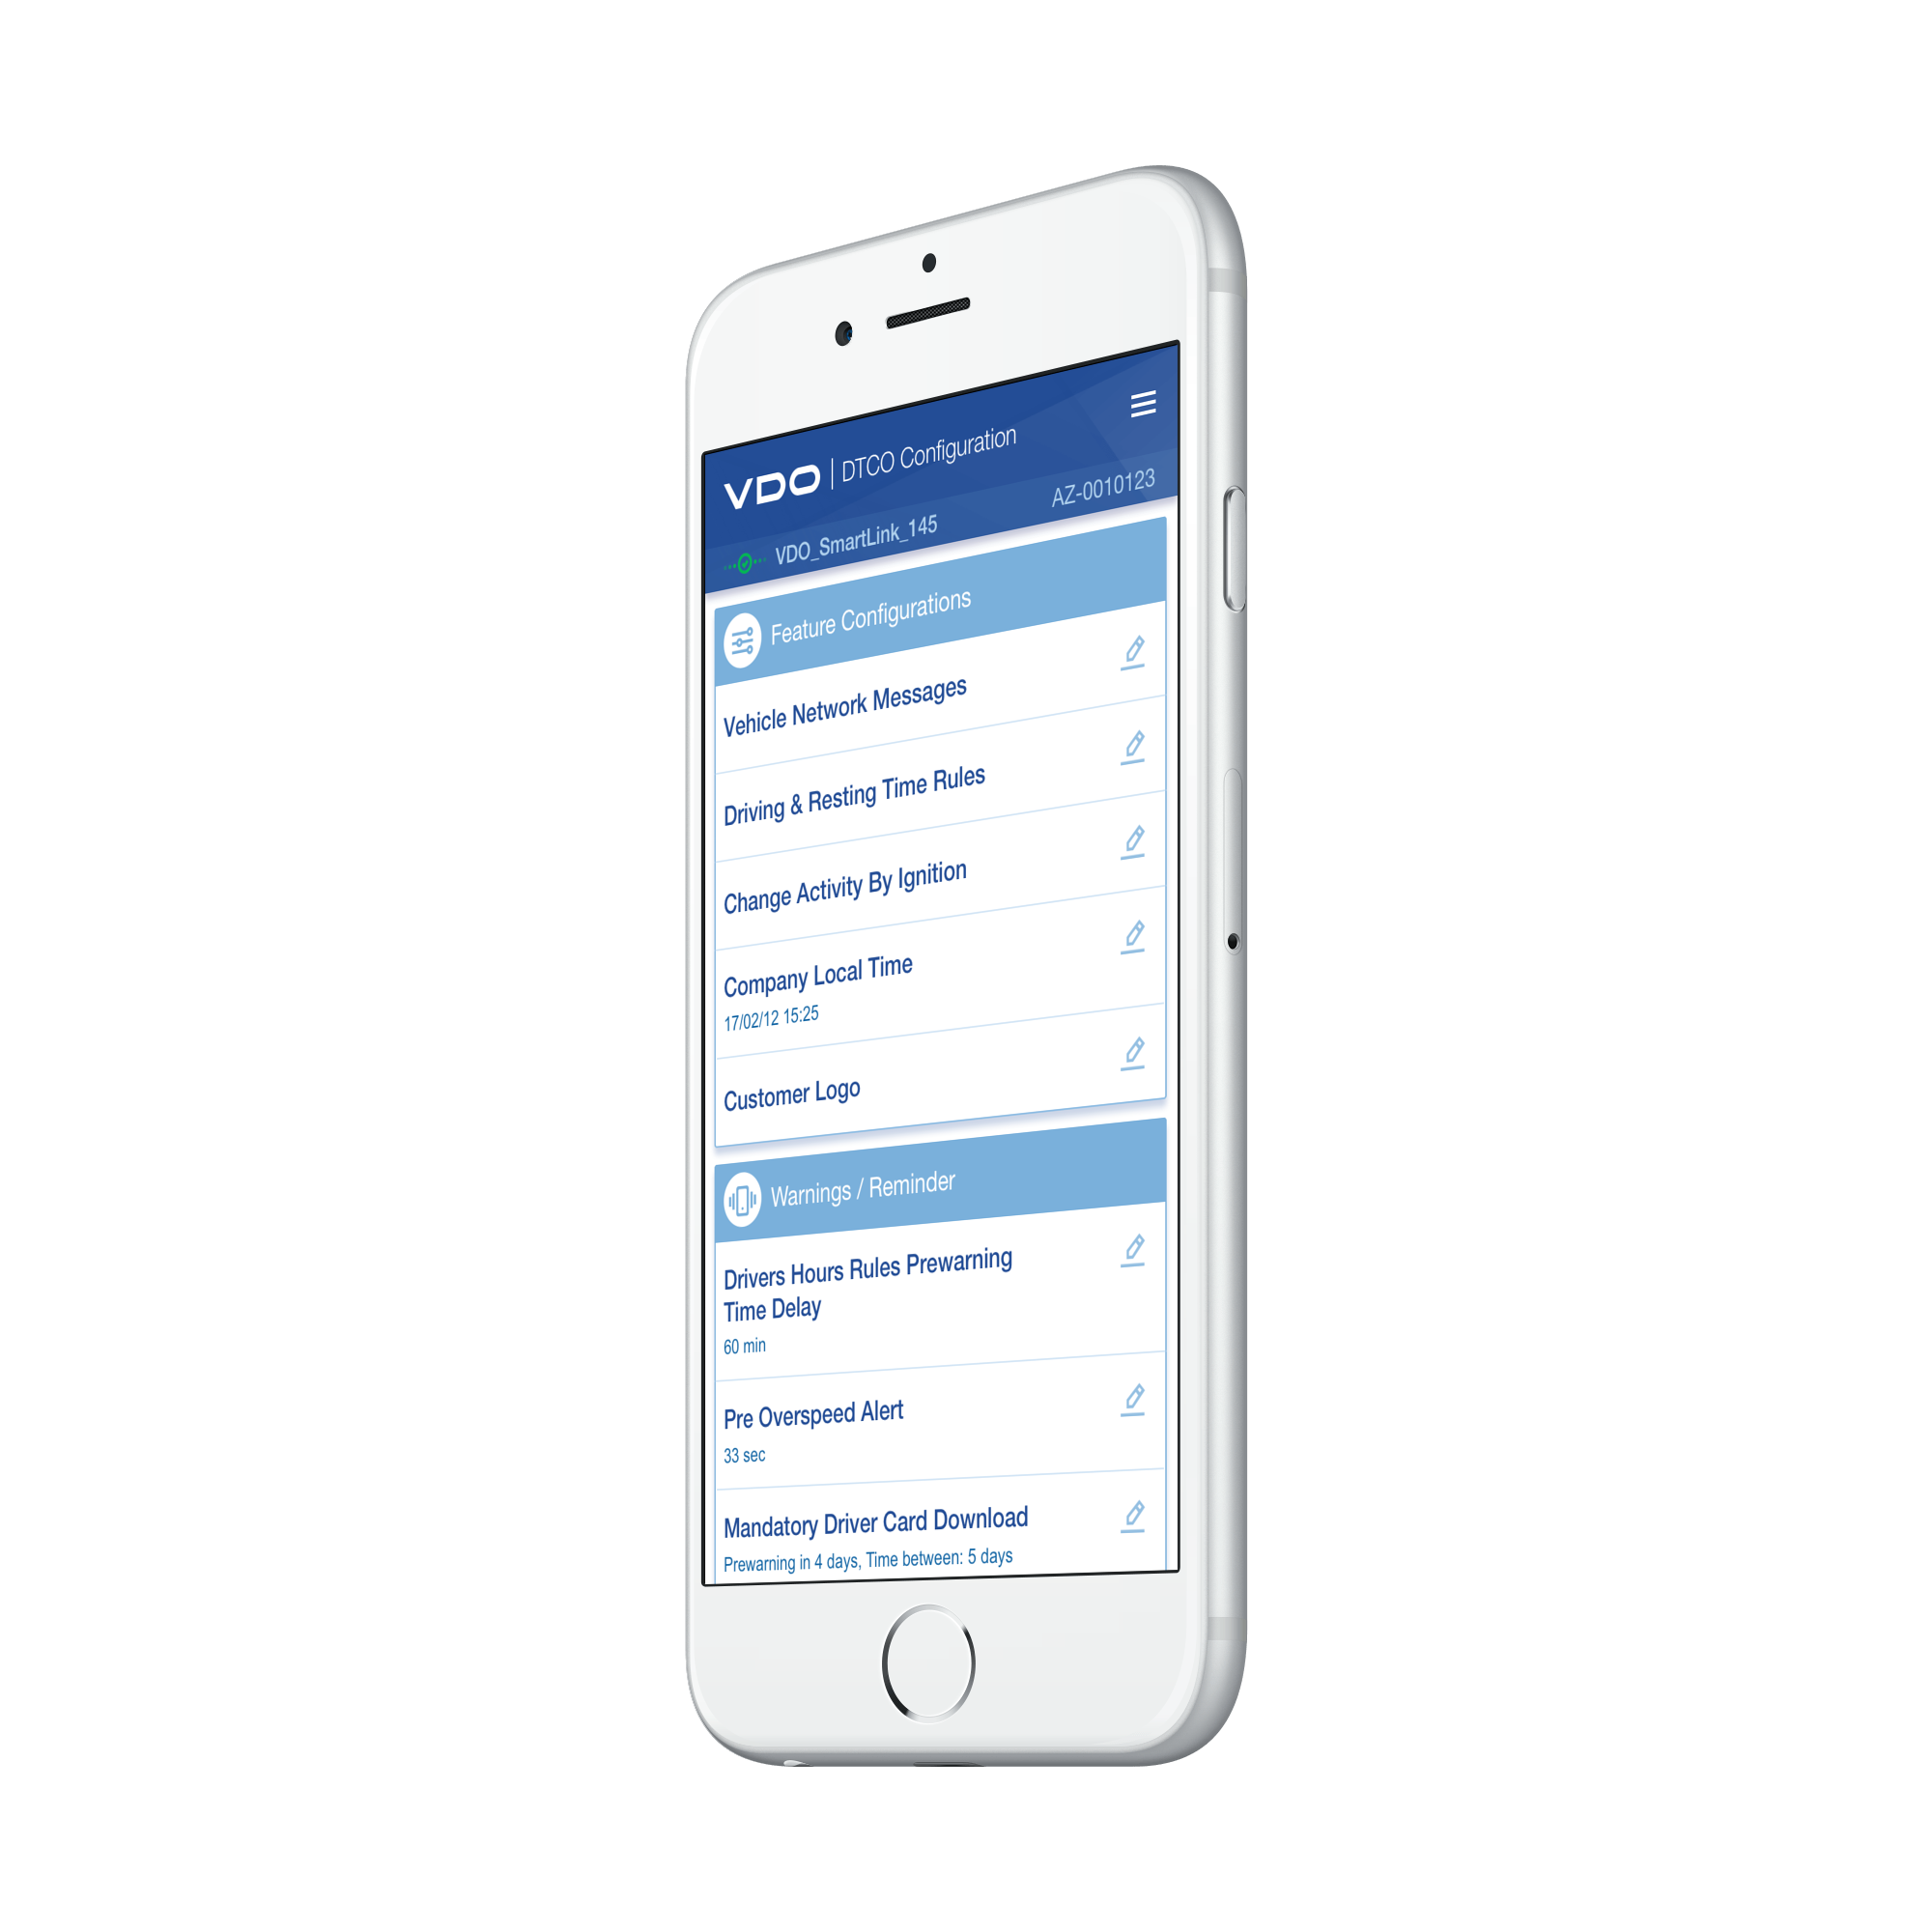 VDO | DTCO Configuration
VDO_SmartLink_145 AZ-0010123
Feature Configurations
Vehicle Network Messages
Driving & Resting Time Rules
Change Activity By Ignition
Company Local Time
17/02/12 15:25
Customer Logo
Warnings / Reminder
Drivers Hours Rules Prewarning
Time Delay
60 min
Pre Overspeed Alert
33 sec
Mandatory Driver Card Download
Prewarning in 4 days, Time between: 5 days